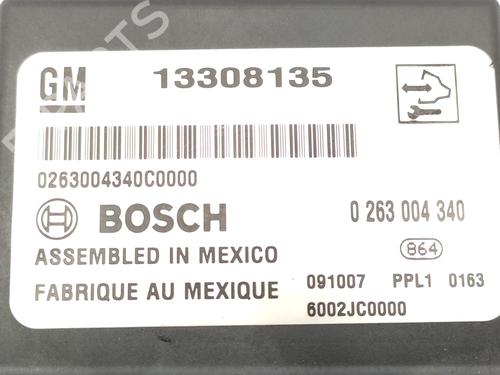 GM 13308135
0263004340C0000
BOSCH 0 263 004 340
ASSEMBLED IN MEXICO 864
FABRIQUE AU MEXIQUE 091007 PPL1 0163
6002JC0000
PARTS